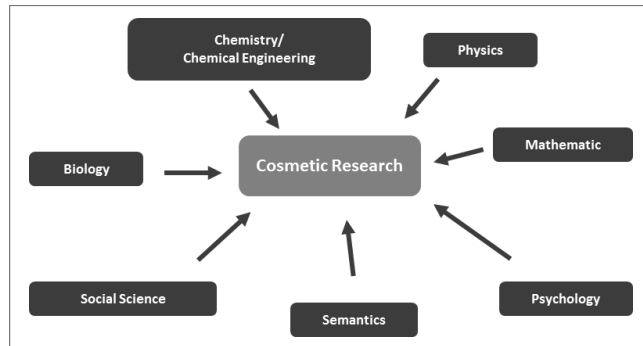 Chemistry/
Chemical Engineering
Physics
Mathematic
Cosmetic Research
Biology
Social Science
Semantics
Psychology